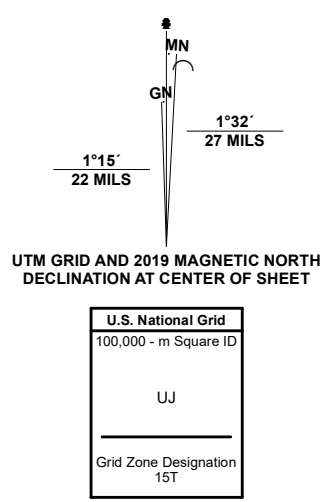 MN
GN
1°32´
27 MILS
1°15´
22 MILS
UTM GRID AND 2019 MAGNETIC NORTH
DECLINATION AT CENTER OF SHEET
U.S. National Grid
100,000 - m Square ID
UJ
Grid Zone Designation
15T